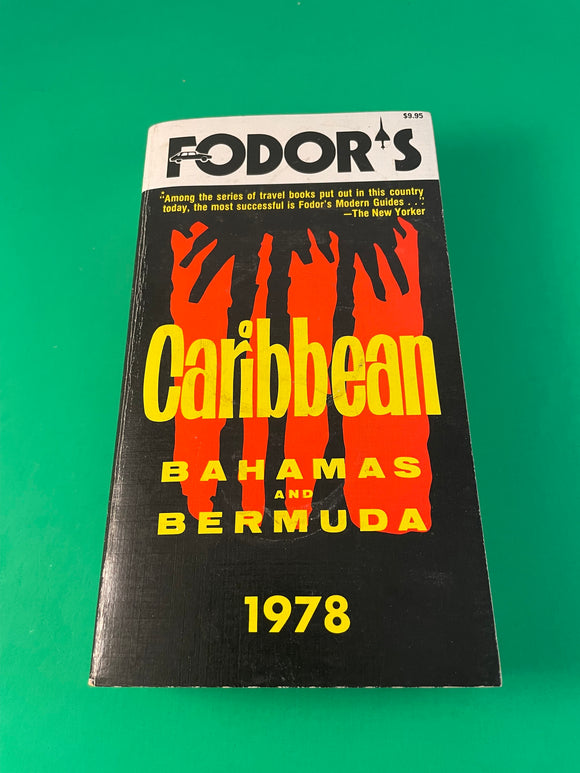 $9.95
FODOR'S
"Among the series of travel books put out in this country
today, the most successful is Fodor's Modern Guides . . ."
—The New Yorker
Caribbean
BAHAMAS
AND
BERMUDA
1978